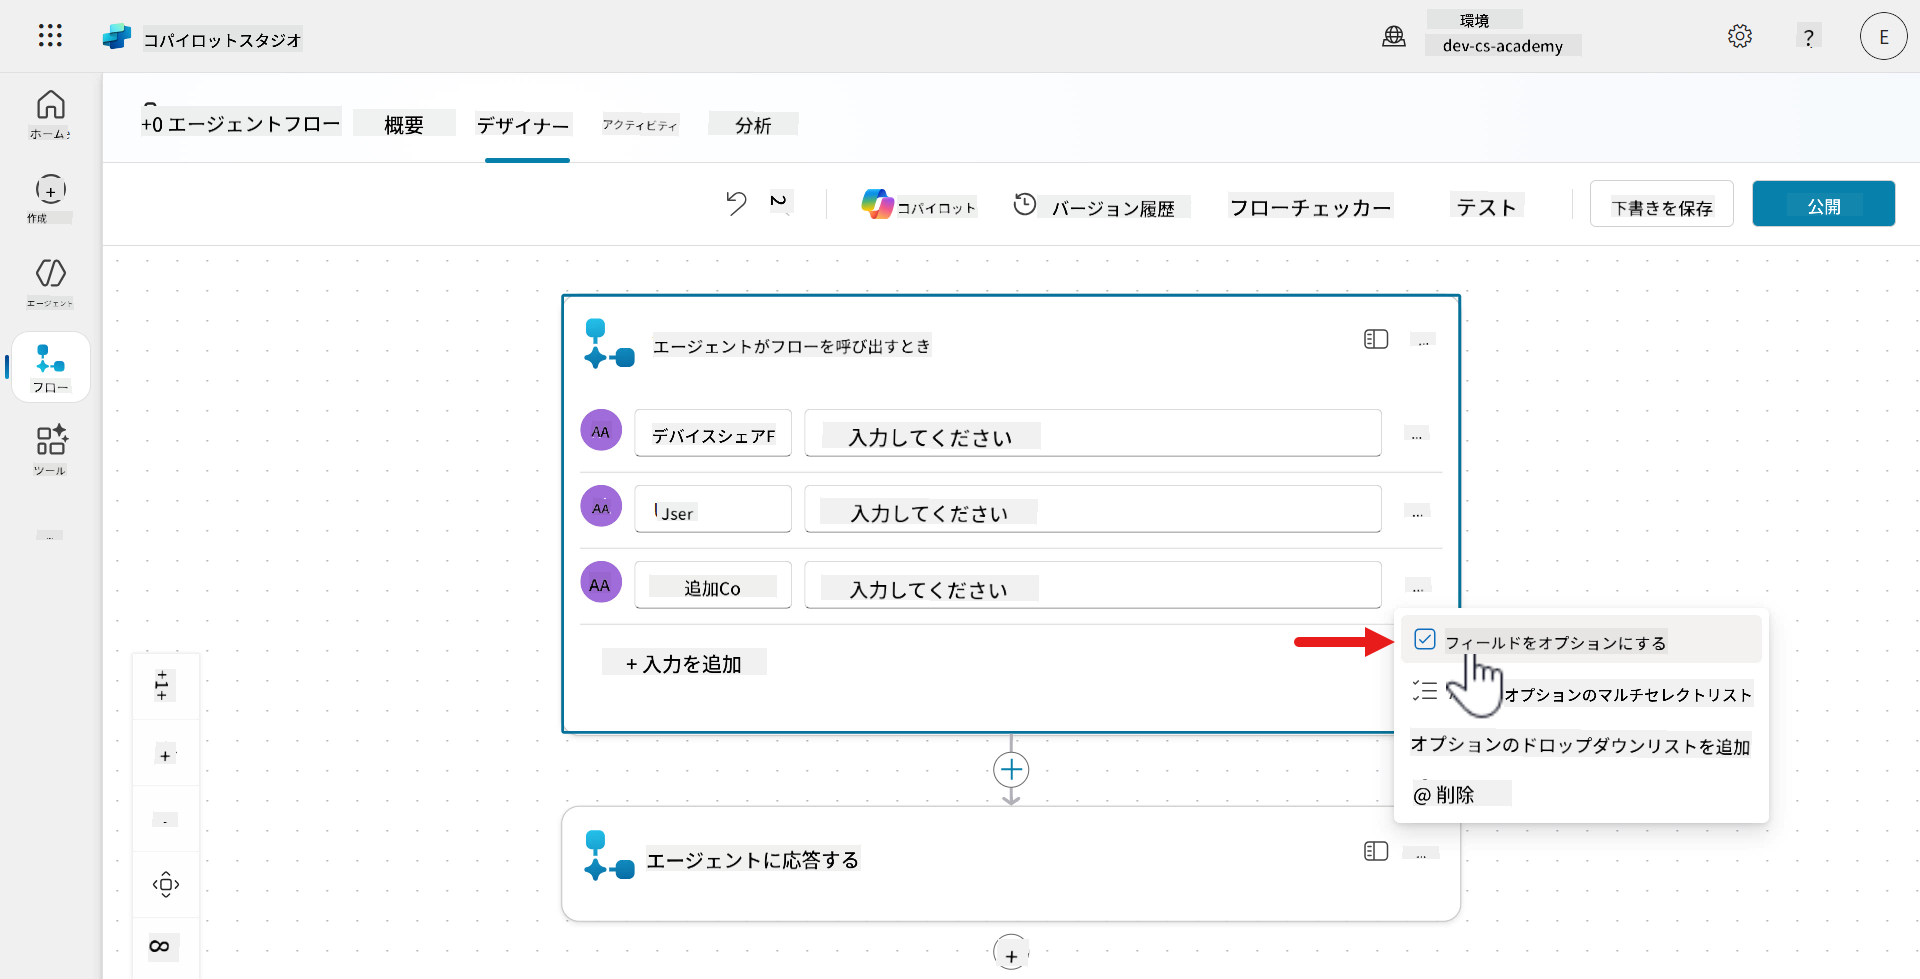 コパイロットスタジオ
環境
dev-cs-academy
?
E
ホーム
+0 エージェントフロー
概要
デザイナー
アクティビティ
分析
作成
コパイロット
バージョン履歴
フローチェッカー
テスト
下書きを保存
公開
エージェント
フロー
ツール
エージェントがフローを呼び出すとき
...
AA
デバイスシェアF
入力してください
...
AA
User
入力してください
...
AA
追加Co
入力してください
...
+ 入力を追加
フィールドをオプションにする
オプションのマルチセレクトリスト
オプションのドロップダウンリストを追加
@ 削除
エージェントに応答する
...